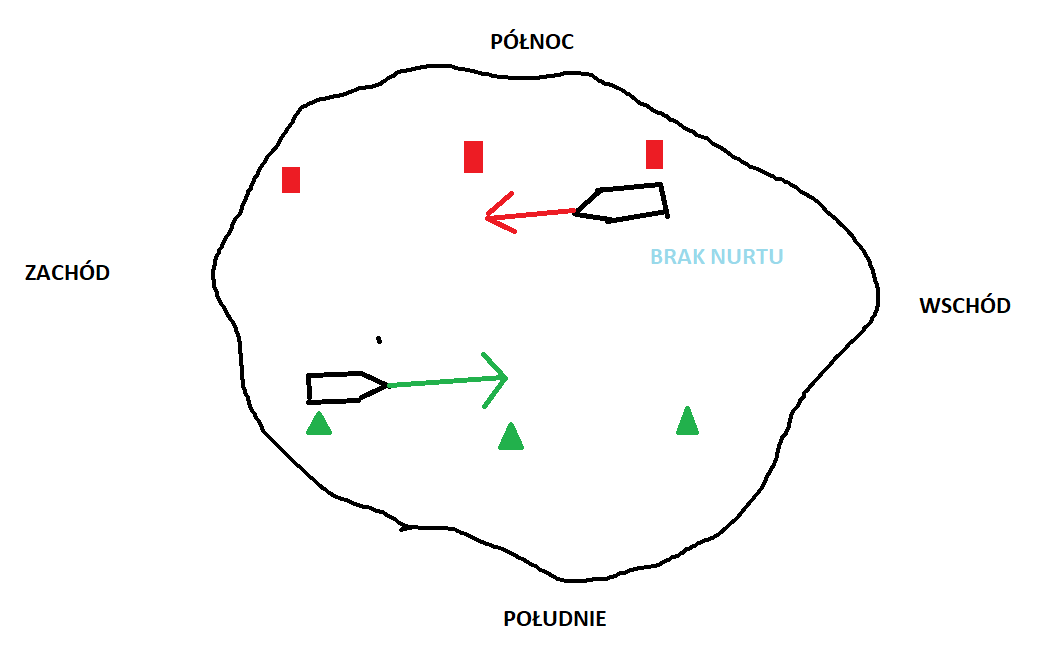 PÓŁNOC
BRAK NURTU
ZACHÓD
WSCHÓD
POŁUDNIE